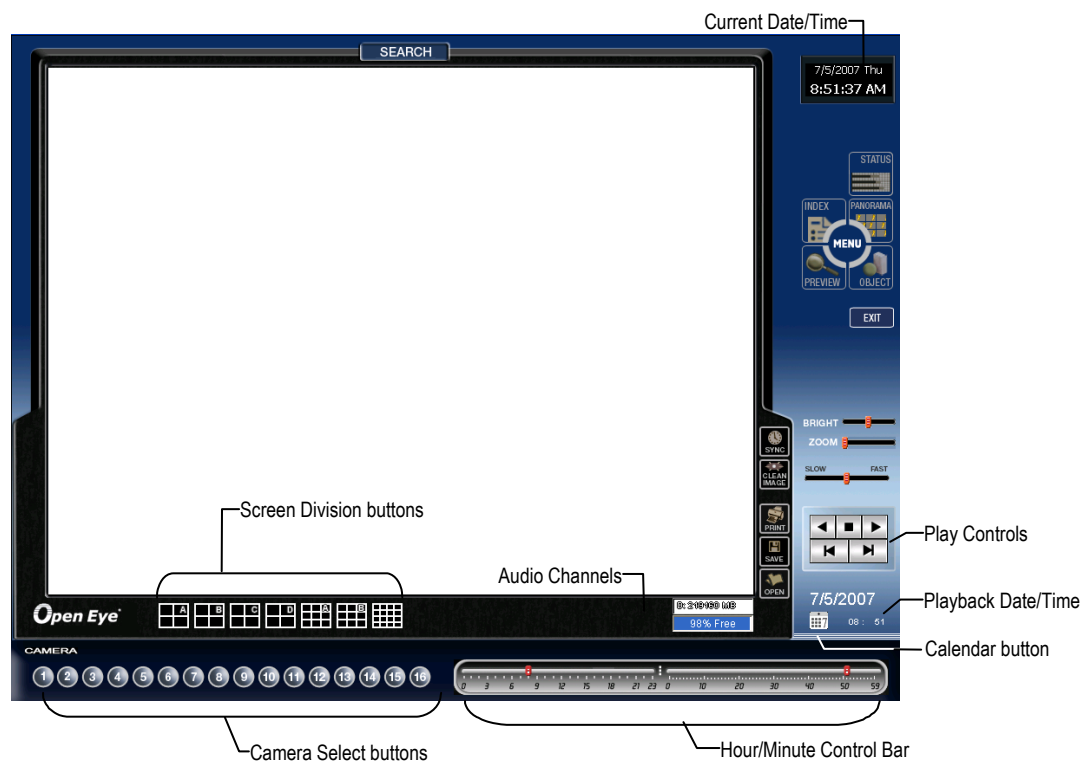 Current Date/Time
SEARCH
7/5/2007 Thu
8:51:37 AM
STATUS
INDEX
PANORAMA
MENU
PREVIEW
OBJECT
EXIT
BRIGHT
ZOOM
SLOW FAST
SYNC
CLEAN
IMAGE
PRINT
SAVE
OPEN
Screen Division buttons
Audio Channels
Play Controls
A B C D A B
Open Eye
D: 219160 MB
98% Free
7/5/2007
08 : 51
7
Playback Date/Time
Calendar button
CAMERA
1 2 3 4 5 6 7 8 9 10 11 12 13 14 15 16
0 3 6 9 12 15 18 21 23 0 10 20 30 40 50 59
Camera Select buttons
Hour/Minute Control Bar